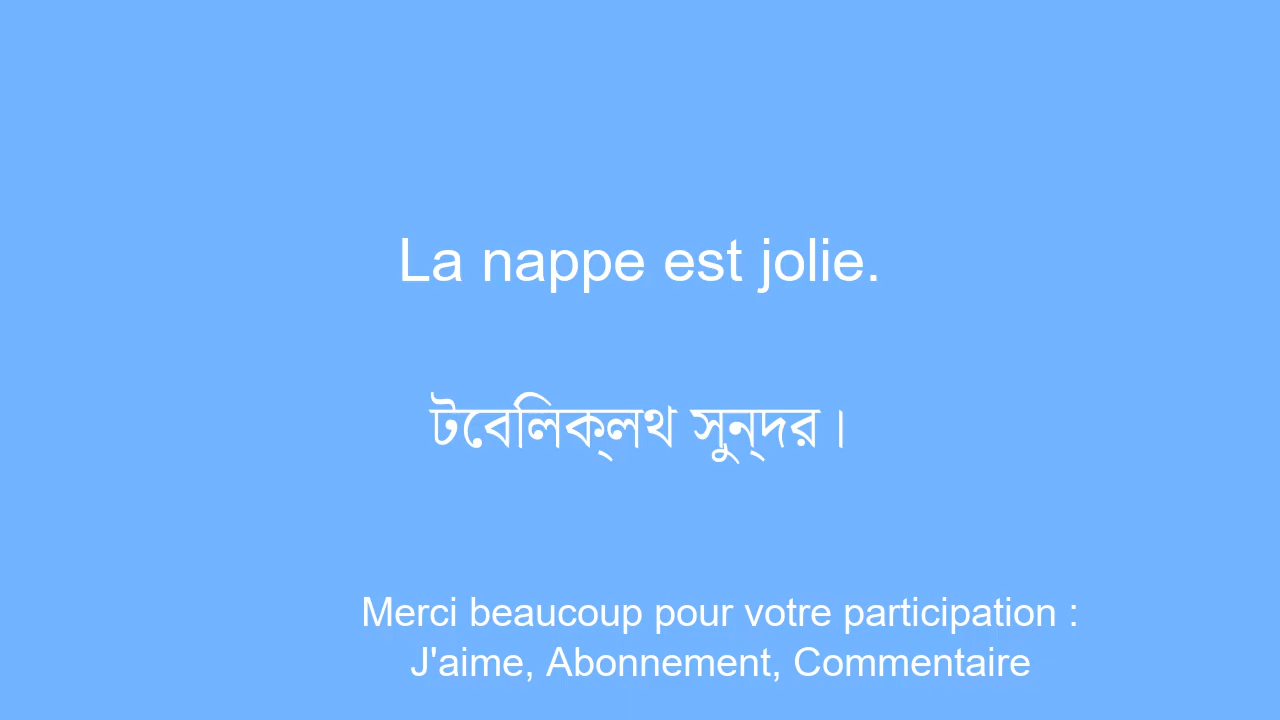 La nappe est jolie.
টেবিলক্লথ সুন্দর।
Merci beaucoup pour votre participation :
J'aime, Abonnement, Commentaire